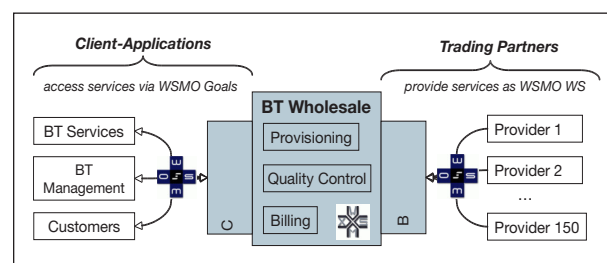 Client-Applications
Trading Partners
access services via WSMO Goals
provide services as WSMO WS
BT Wholesale
BT Services
Provisioning
Provider 1
BT
Management
Quality Control
Provider 2
...
Customers
C
Billing
B
Provider 150